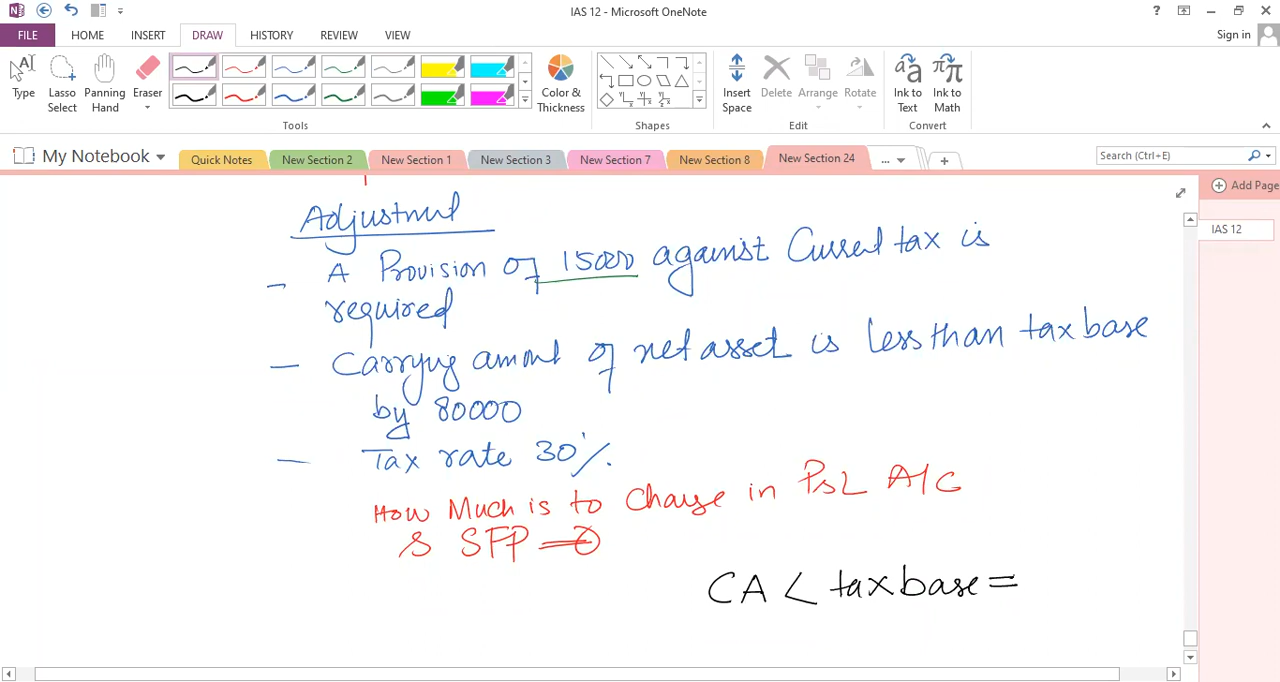 IAS 12 - Microsoft OneNote
?
FILE HOME INSERT DRAW HISTORY REVIEW VIEW
Sign in
Type Lasso Select Panning Hand Eraser
Color & Thickness
Insert Space Delete Arrange Rotate
Ink to Text Ink to Math
Tools Shapes Edit Convert
My Notebook Quick Notes New Section 2 New Section 1 New Section 3 New Section 7 New Section 8 New Section 24 ...
Search (Ctrl+E)
Add Page
IAS 12
Adjustment
- A Provision of 15000 against Current tax is
required
- Carrying amount of net asset is less than tax base
by 80000
- Tax rate 30%.
How Much is to Charge in P&L A/C
& SFP
CA < tax base =